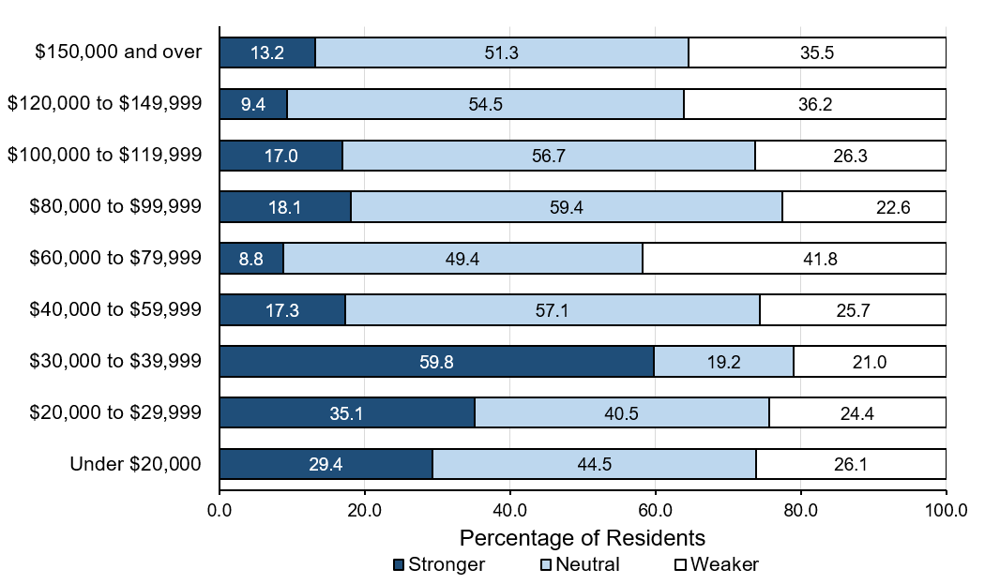 $150,000 and over 13.2 51.3 35.5
$120,000 to $149,999 9.4 54.5 36.2
$100,000 to $119,999 17.0 56.7 26.3
$80,000 to $99,999 18.1 59.4 22.6
$60,000 to $79,999 8.8 49.4 41.8
$40,000 to $59,999 17.3 57.1 25.7
$30,000 to $39,999 59.8 19.2 21.0
$20,000 to $29,999 35.1 40.5 24.4
Under $20,000 29.4 44.5 26.1
0.0 20.0 40.0 60.0 80.0 100.0
Percentage of Residents
Stronger Neutral Weaker